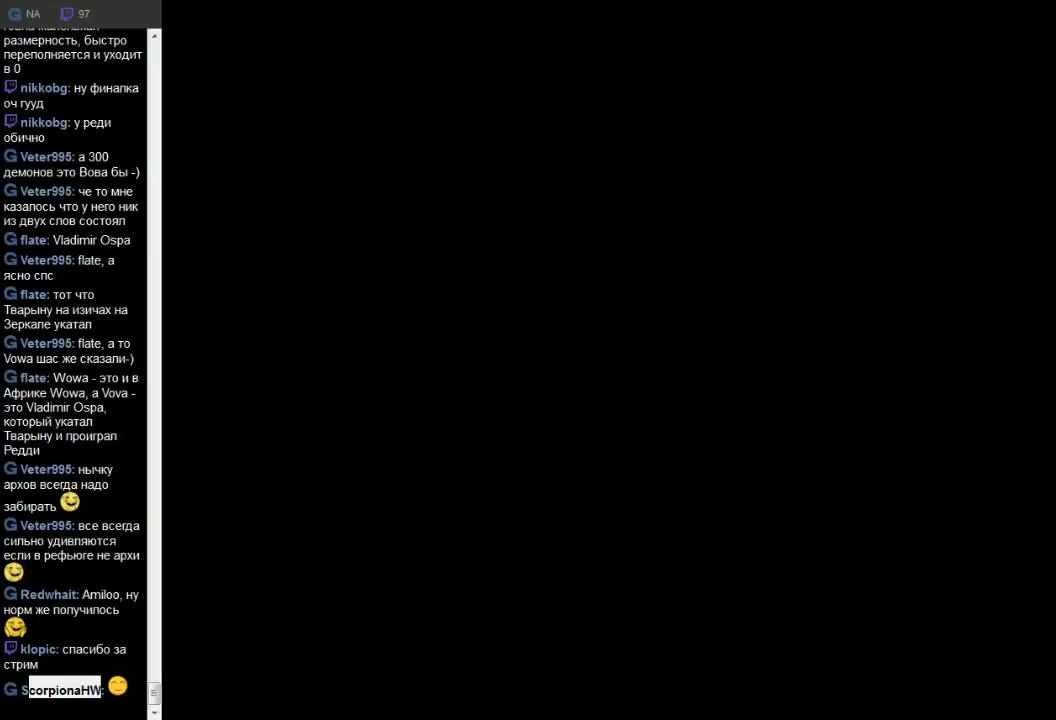 NA 97
размерность, быстро
переполняется и уходит
в 0
nikkobg: ну финалка
оч гууд
nikkobg: у реди
обично
Veter995: а 300
демонов это Вова бы -)
Veter995: че то мне
казалось что у него ник
из двух слов состоял
flate: Vladimir Ospa
Veter995: flate, а
ясно спс
flate: тот что
Тварыну на изичах на
Зеркале укатал
Veter995: flate, а то
Vowa шас же сказали-)
flate: Wowa - это и в
Африке Wowa, а Vova -
это Vladimir Ospa,
который укатал
Тварыну и проиграл
Редди
Veter995: нычку
архов всегда надо
забирать
Veter995: все всегда
сильно удивляются
если в рефьюге не архи
Redwhait: Amiloo, ну
норм же получилось
klopic: спасибо за
стрим
ScorpionaHW: